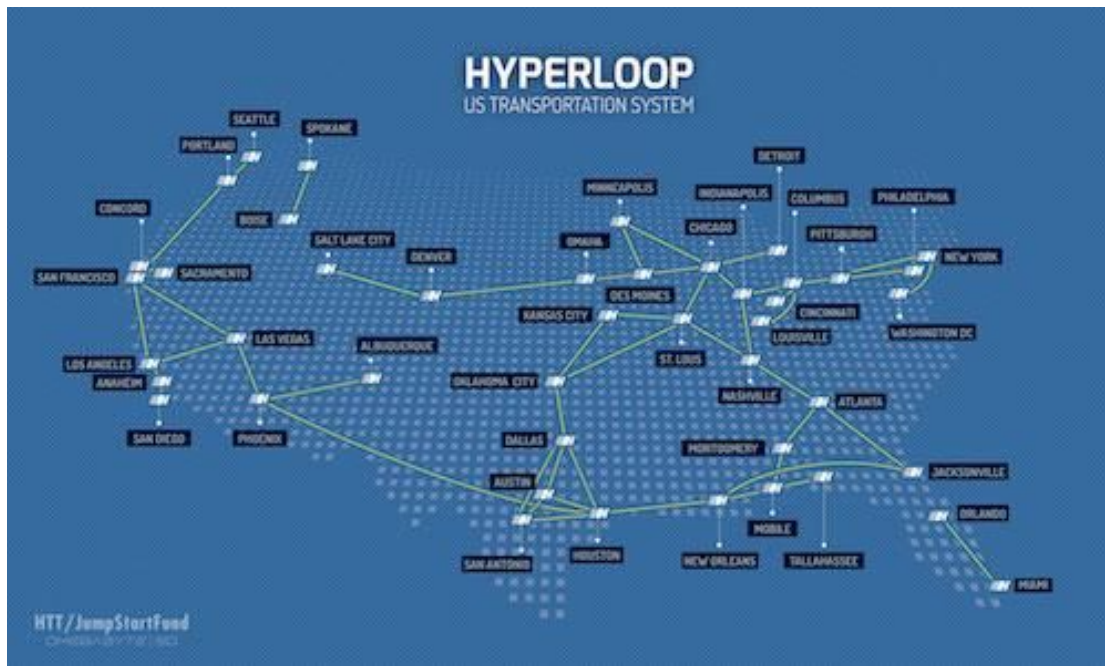 HYPERLOOP
US TRANSPORTATION SYSTEM
SEATTLE
SPOKANE
PORTLAND
DETROIT
MINNEAPOLIS
INDIANAPOLIS
COLUMBUS
PHILADELPHIA
CONCORD
BOISE
CHICAGO
PITTSBURGH
SALT LAKE CITY
OMAHA
DENVER
NEW YORK
SAN FRANCISCO
SACRAMENTO
DES MOINES
KANSAS CITY
CINCINNATI
WASHINGTON DC
LOUISVILLE
LAS VEGAS
ALBUQUERQUE
ST. LOUS
LOS ANGELES
ANAHEIM
OKLAHOMA CITY
NASHVILLE
ATLANTA
SAN DIEGO
PHOENIX
DALLAS
MONTGOMERY
JACKSONVILLE
AUSTIN
ORLANDO
MOBILE
HOUSTON
SAN ANTONIO
NEW ORLEANS
TALLAHASSEE
MIAMI
HTT/JumpStartFund